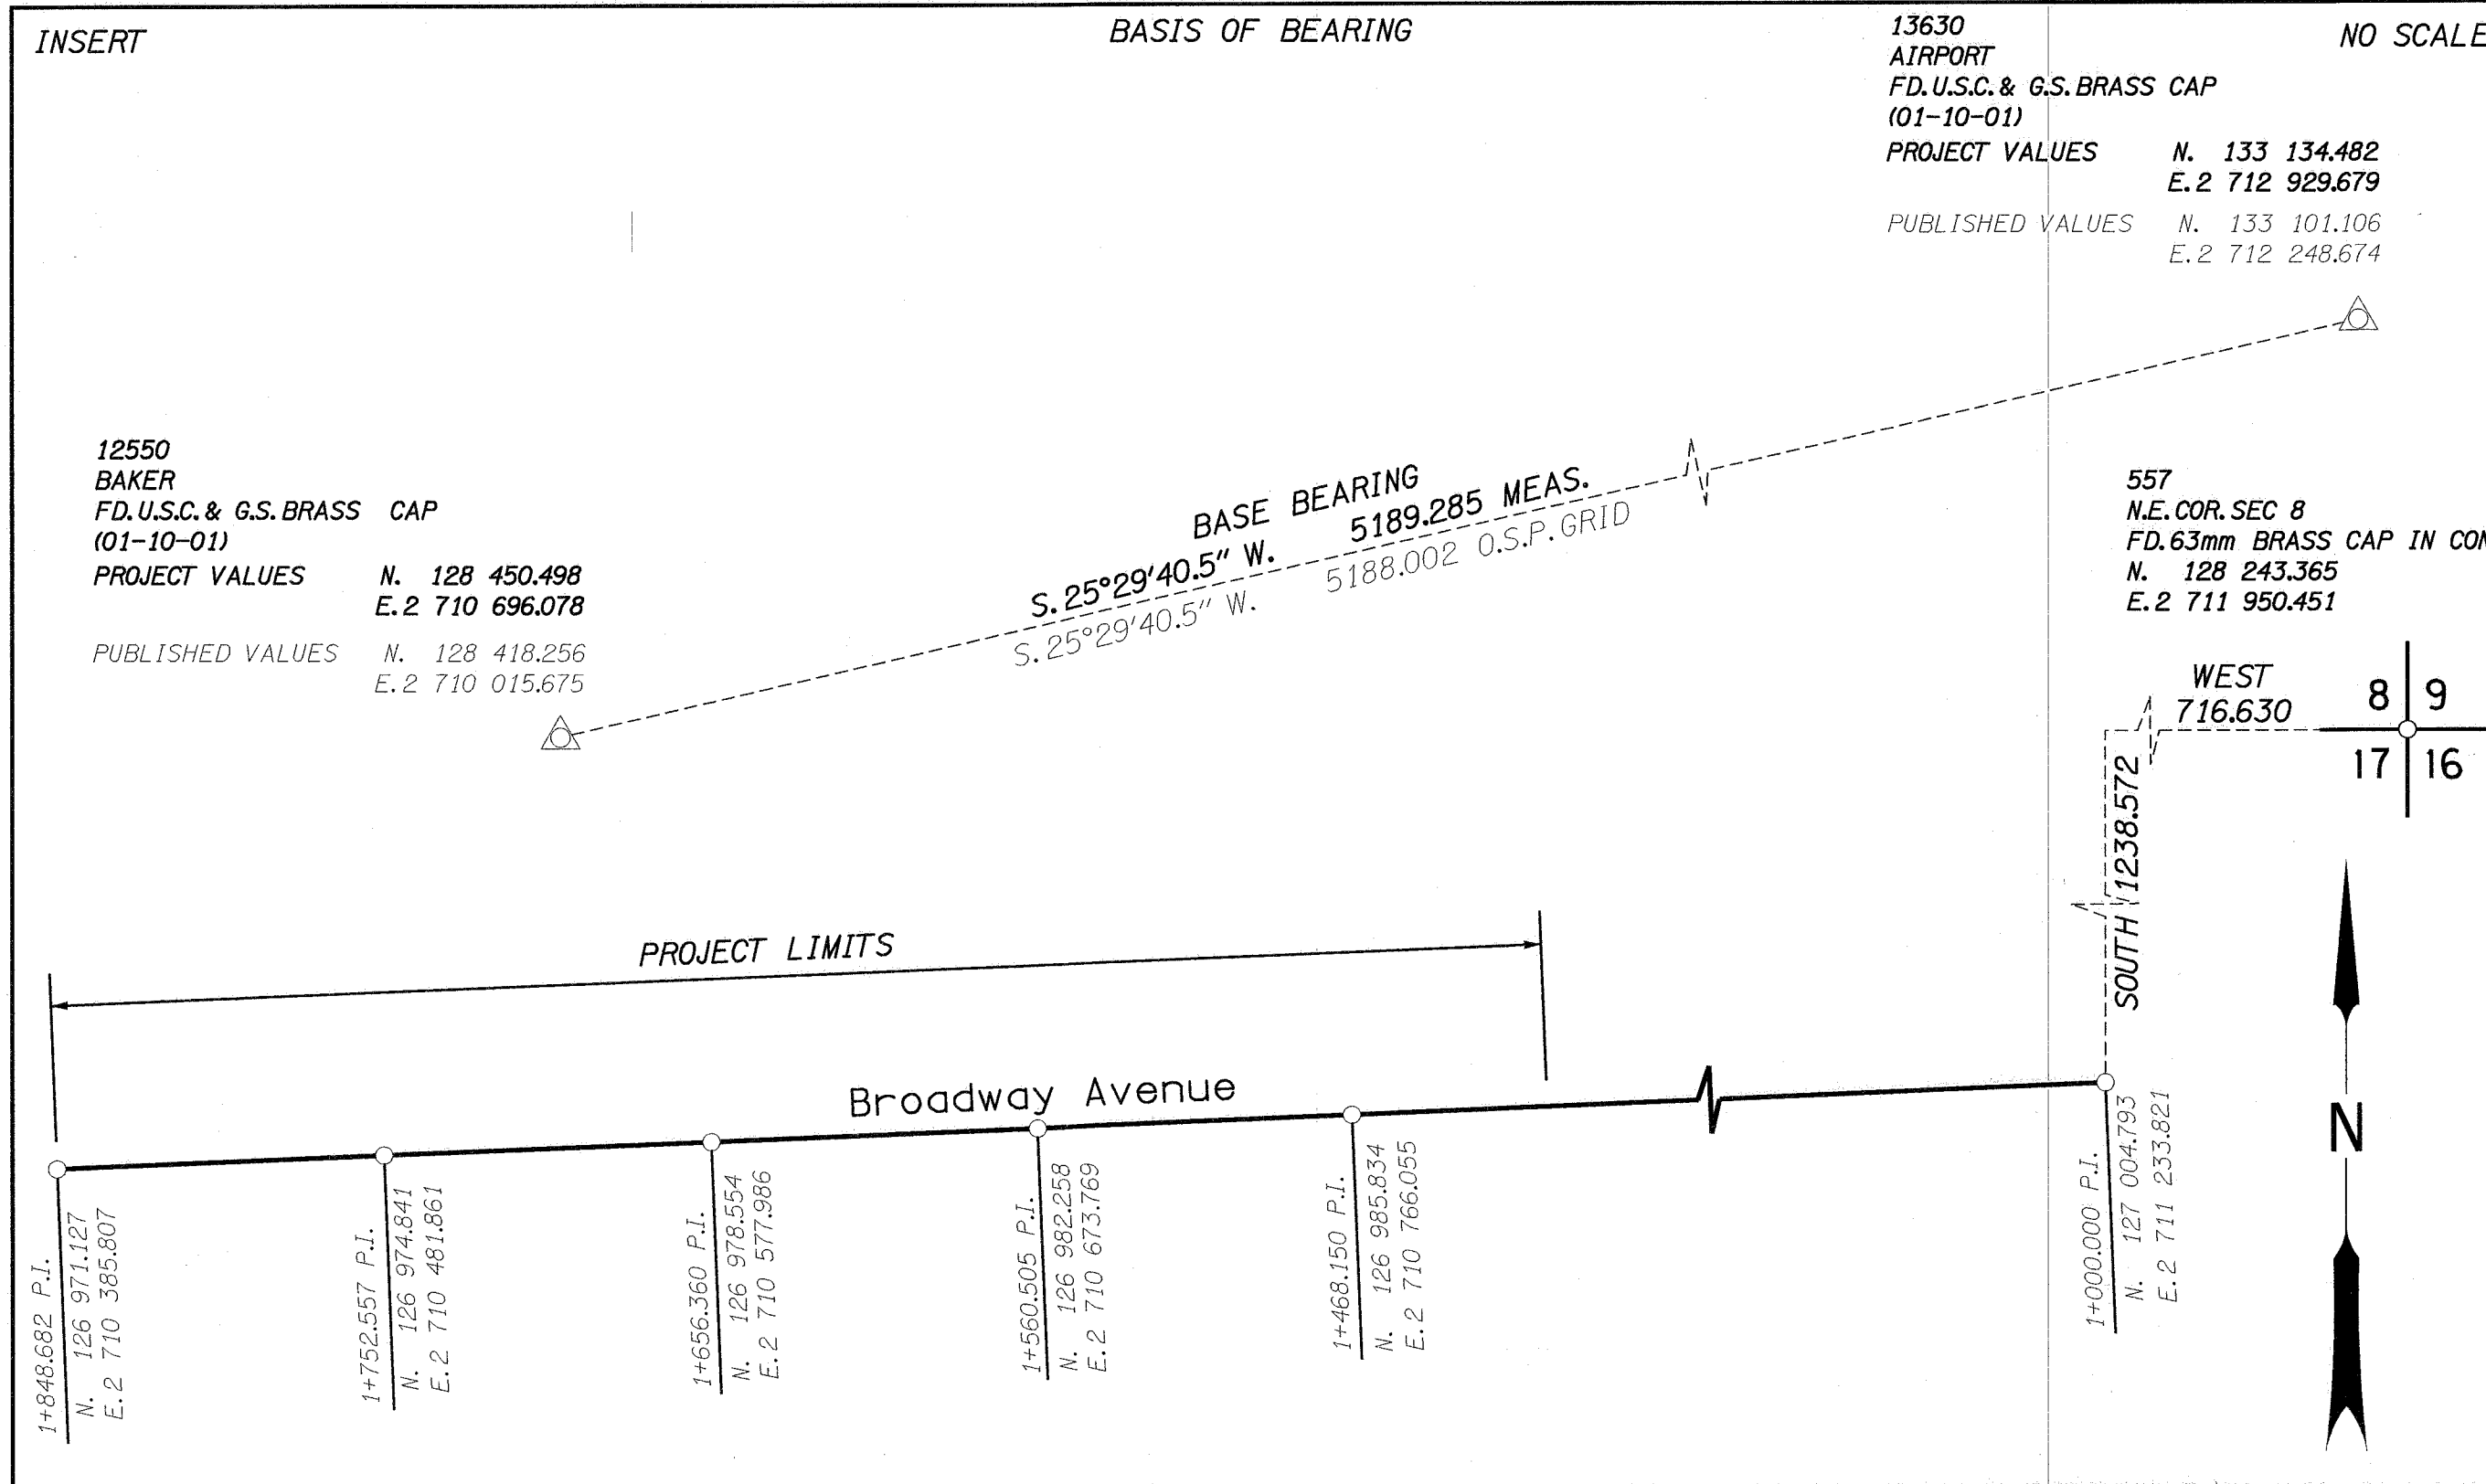 INSERT
BASIS OF BEARING
NO SCALE
13630
AIRPORT
FD. U.S.C. & G.S. BRASS CAP
(01-10-01)
PROJECT VALUES N. 133 134.482
E. 2 712 929.679
PUBLISHED VALUES N. 133 101.106
E. 2 712 248.674
12550
BAKER
FD. U.S.C. & G.S. BRASS CAP
(01-10-01)
PROJECT VALUES N. 128 450.498
E. 2 710 696.078
PUBLISHED VALUES N. 128 418.256
E. 2 710 015.675
BASE BEARING
S. 25°29'40.5" W. 5189.285 MEAS.
S. 25°29'40.5" W. 5188.002 O.S.P. GRID
557
N.E. COR. SEC 8
FD. 63mm BRASS CAP IN CON
N. 128 243.365
E. 2 711 950.451
WEST
716.630
8 9
17 16
SOUTH 1238.572
PROJECT LIMITS
Broadway Avenue
1+848.682 P.I.
N. 126 971.127
E. 2 710 385.807
1+752.557 P.I.
N. 126 974.841
E. 2 710 481.861
1+656.360 P.I.
N. 126 978.554
E. 2 710 577.986
1+560.505 P.I.
N. 126 982.258
E. 2 710 673.769
1+468.150 P.I.
N. 126 985.834
E. 2 710 766.055
1+000.000 P.I.
N. 127 004.793
E. 2 711 233.821
N